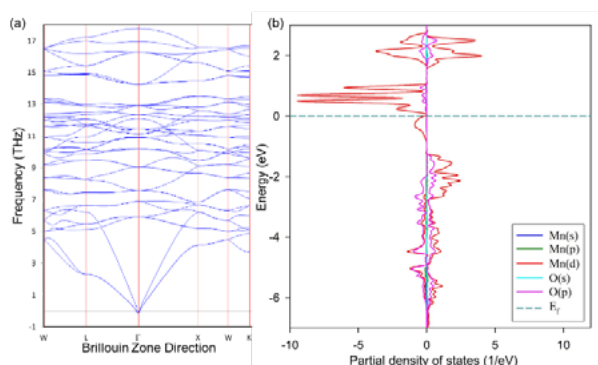 (a)
17
15
13
11
9
7
5
3
1
-1
Frequency (THz)
W L Γ X W K
Brillouin Zone Direction
(b)
2
0
-2
-4
-6
Energy (eV)
Mn(s)
Mn(p)
Mn(d)
O(s)
O(p)
E_f
-10 -5 0 5 10
Partial density of states (1/eV)